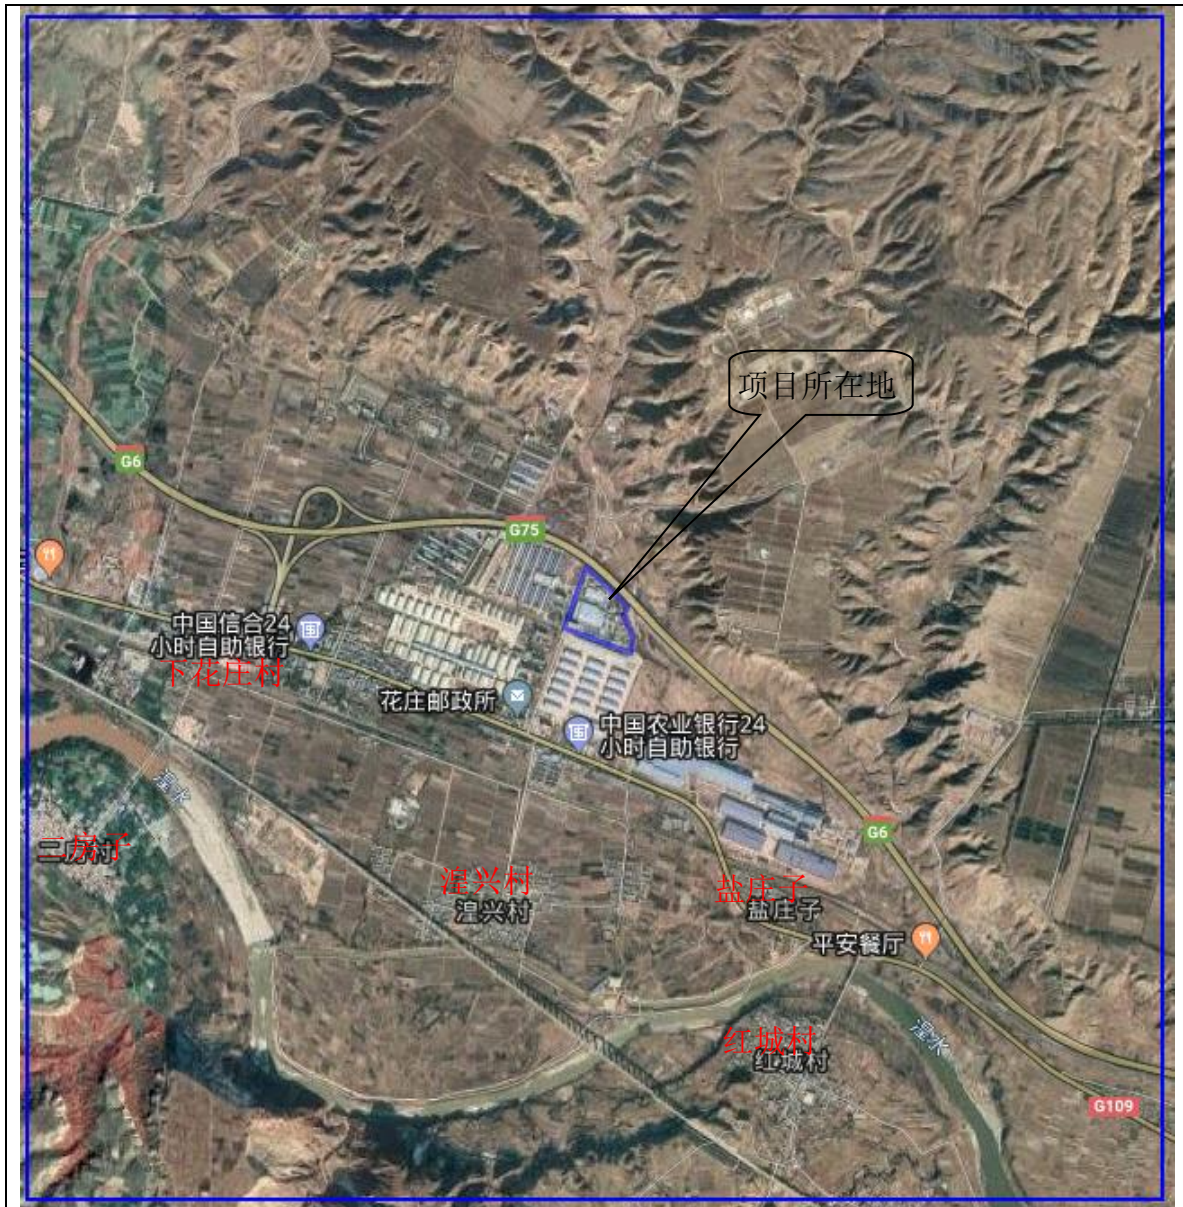 项目所在地
G6
G75
中国信合24
小时自助银行
下花庄村
花庄邮政所
中国农业银行24
小时自助银行
湟水
二房子
二房村
G6
湟兴村
湟兴村
盐庄子
盐庄子
平安餐厅
红城村
红城村
湟水
G109